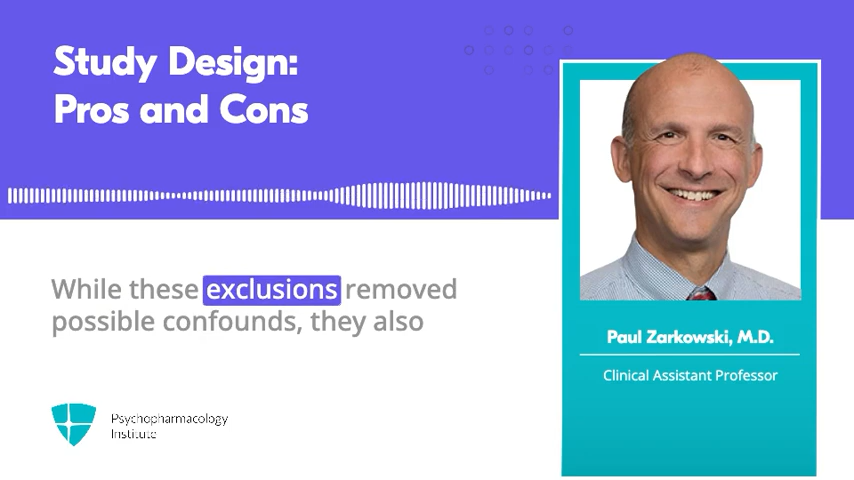 Study Design:
Pros and Cons
While these exclusions removed
possible confounds, they also
Paul Zarkowski, M.D.
Clinical Assistant Professor
Psychopharmacology
Institute